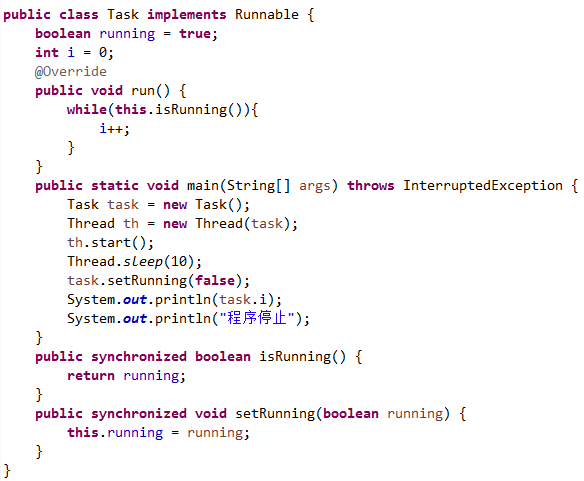 public class Task implements Runnable {
    boolean running = true;
    int i = 0;
    @Override
    public void run() {
        while(this.isRunning()){
            i++;
        }
    }
    public static void main(String[] args) throws InterruptedException {
        Task task = new Task();
        Thread th = new Thread(task);
        th.start();
        Thread.sleep(10);
        task.setRunning(false);
        System.out.println(task.i);
        System.out.println("程序停止");
    }
    public synchronized boolean isRunning() {
        return running;
    }
    public synchronized void setRunning(boolean running) {
        this.running = running;
    }
}